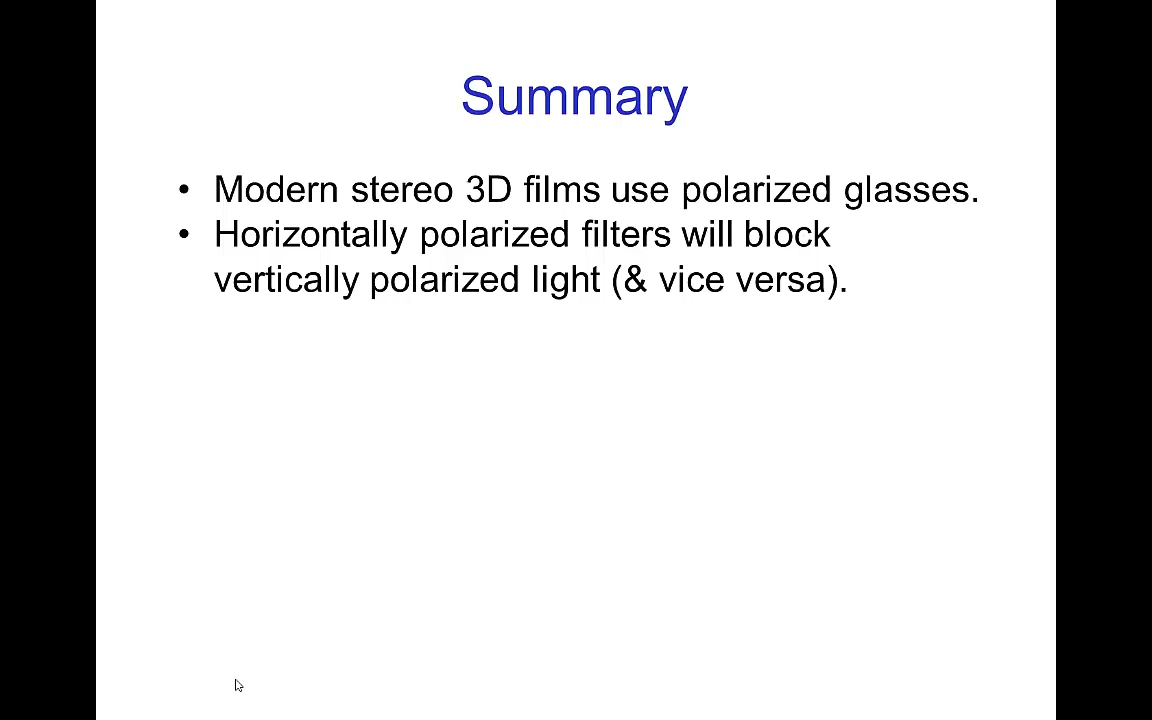 Summary
• Modern stereo 3D films use polarized glasses.
• Horizontally polarized filters will block
vertically polarized light (& vice versa).